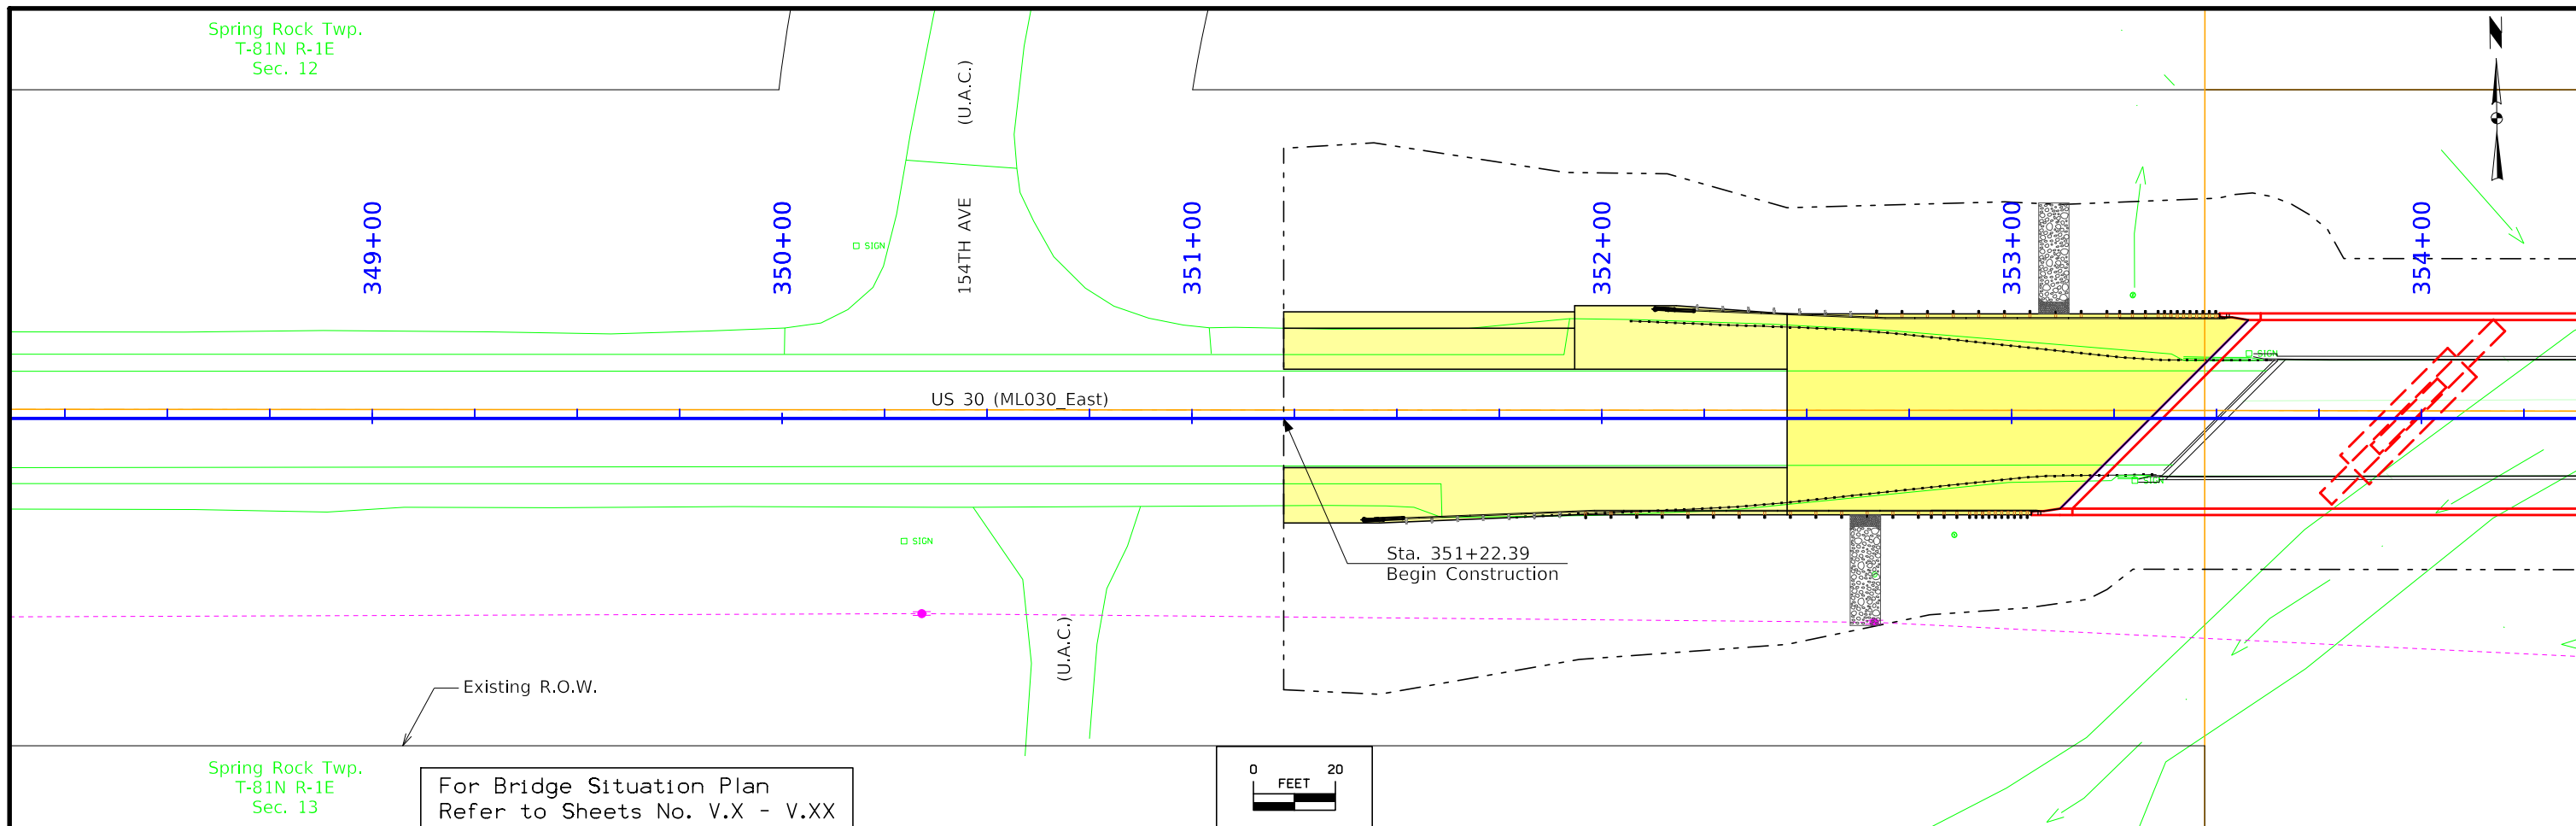 Spring Rock Twp.
T-81N R-1E
Sec. 12
(U.A.C.)
N
154TH AVE
349+00
350+00
351+00
352+00
353+00
354+00
SIGN
SIGN
US 30 (ML030_East)
SIGN
SIGN
Sta. 351+22.39
Begin Construction
(U.A.C.)
Existing R.O.W.
Spring Rock Twp.
T-81N R-1E
Sec. 13
For Bridge Situation Plan
Refer to Sheets No. V.X - V.XX
0 20
FEET